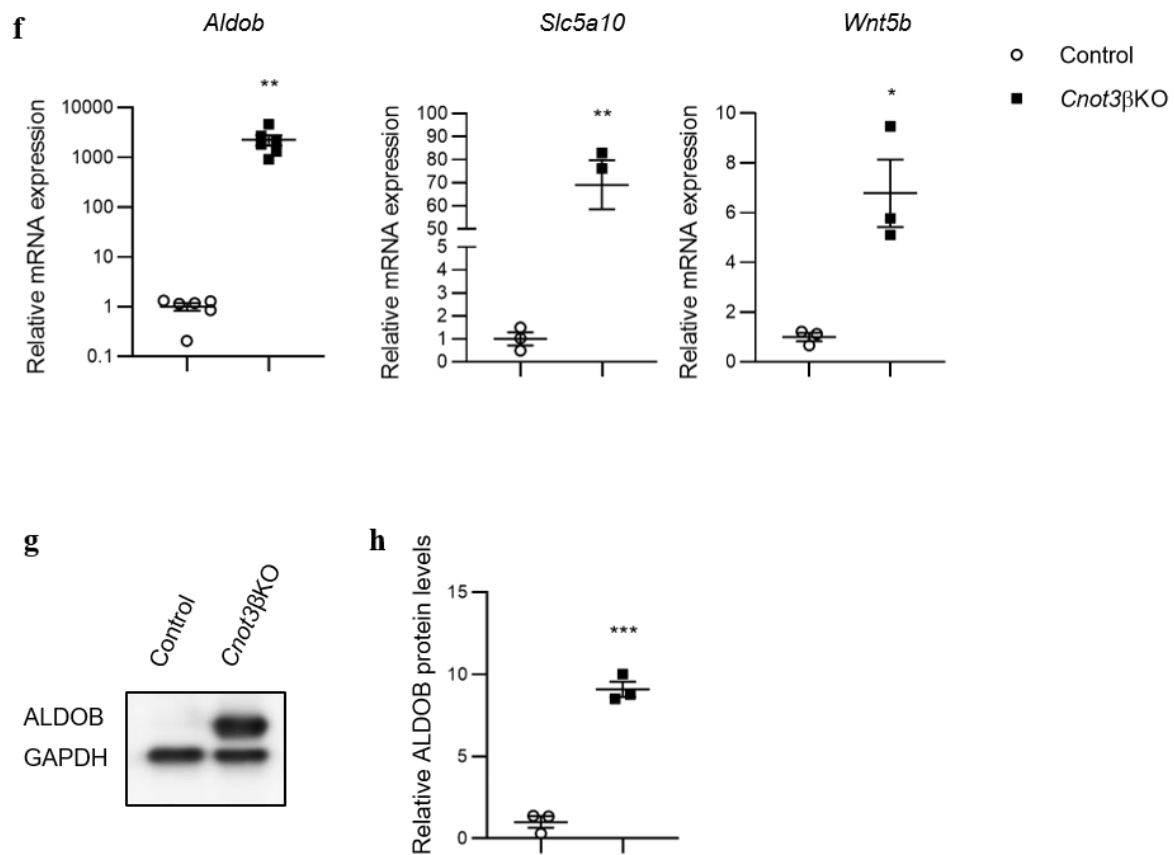 f
Aldob
Slc5a10
Wnt5b
Control
Cnot3βKO
Relative mRNA expression
10000
1000
100
10
1
0.1
**
Relative mRNA expression
100
90
80
70
60
50
5
4
3
2
1
0
**
Relative mRNA expression
10
8
6
4
2
0
*
g
Control
Cnot3βKO
ALDOB
GAPDH
h
Relative ALDOB protein levels
15
10
5
0
***